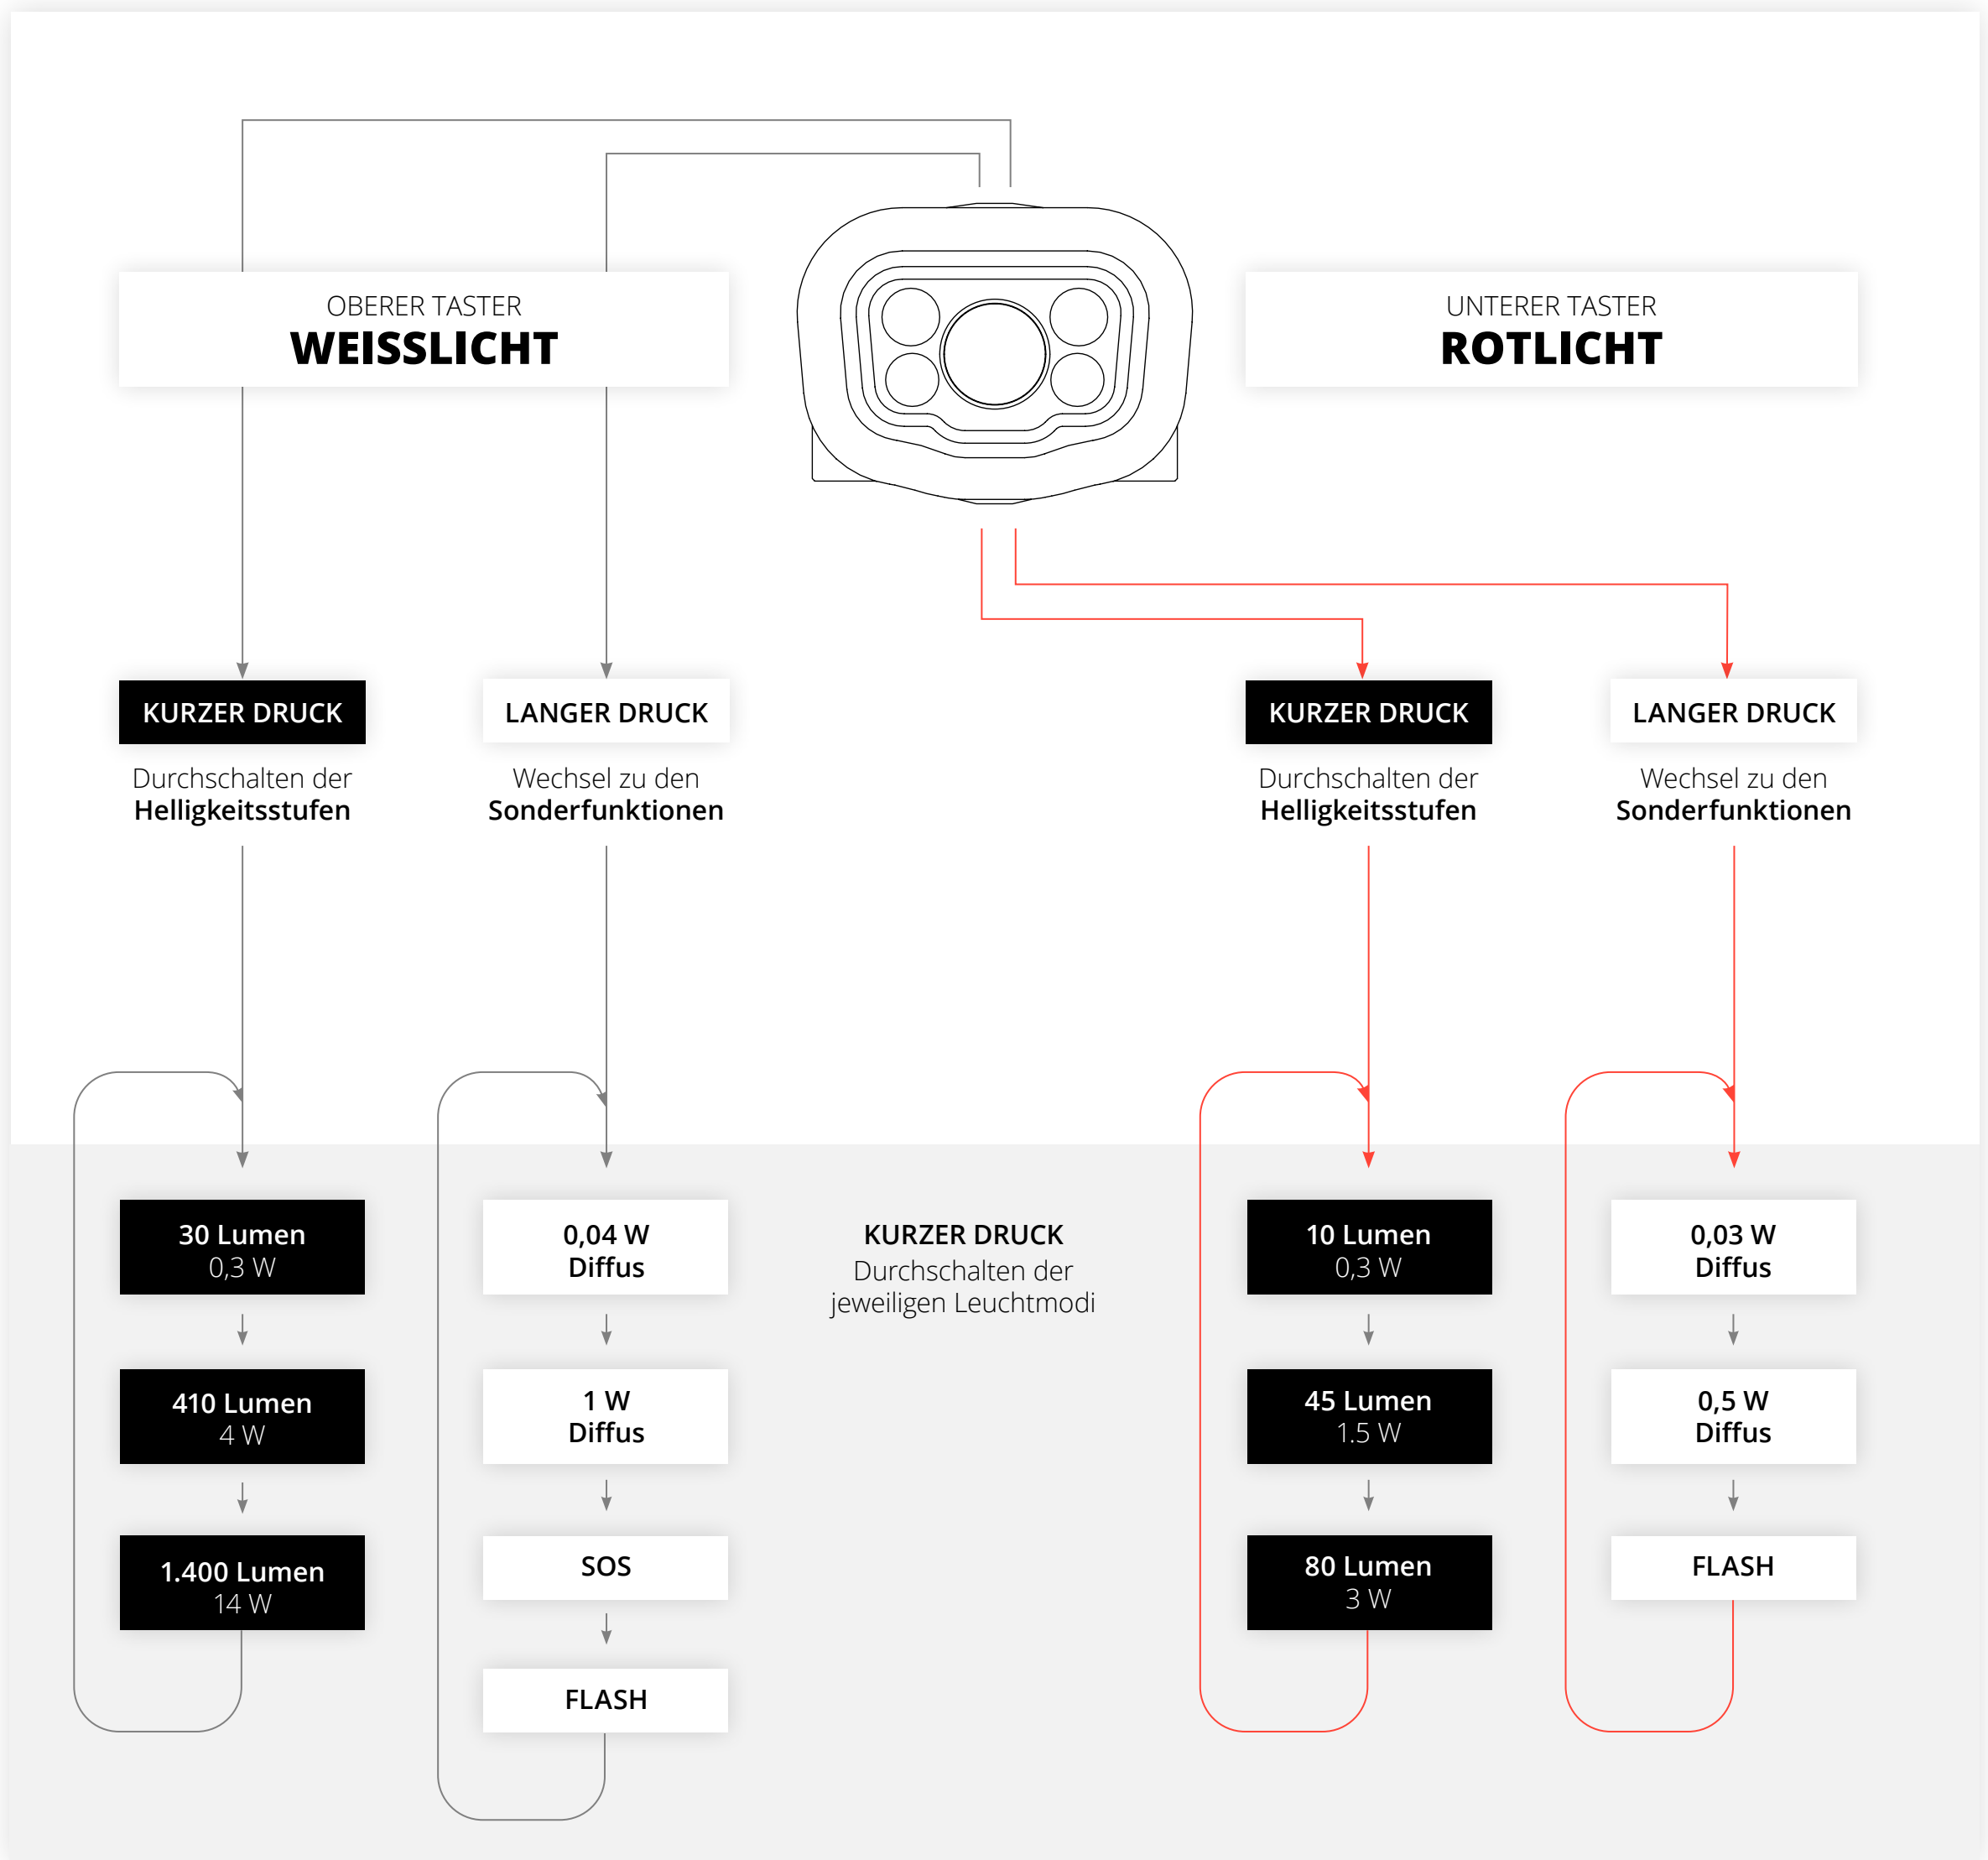 OBERER TASTER
WEISSLICHT
UNTERER TASTER
ROTLICHT
KURZER DRUCK
Durchschalten der
Helligkeitsstufen
LANGER DRUCK
Wechsel zu den
Sonderfunktionen
KURZER DRUCK
Durchschalten der
Helligkeitsstufen
LANGER DRUCK
Wechsel zu den
Sonderfunktionen
30 Lumen
0,3 W
410 Lumen
4 W
1.400 Lumen
14 W
0,04 W
Diffus
1 W
Diffus
SOS
FLASH
KURZER DRUCK
Durchschalten der
jeweiligen Leuchtmodi
10 Lumen
0,3 W
45 Lumen
1.5 W
80 Lumen
3 W
0,03 W
Diffus
0,5 W
Diffus
FLASH